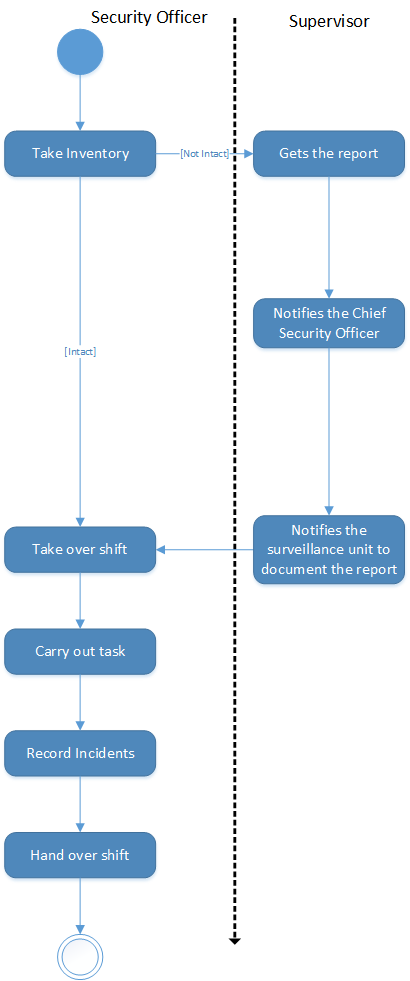 Security Officer
Supervisor
Take Inventory
[Not Intact]
Gets the report
Notifies the Chief
Security Officer
[Intact]
Take over shift
Notifies the
surveillance unit to
document the report
Carry out task
Record Incidents
Hand over shift